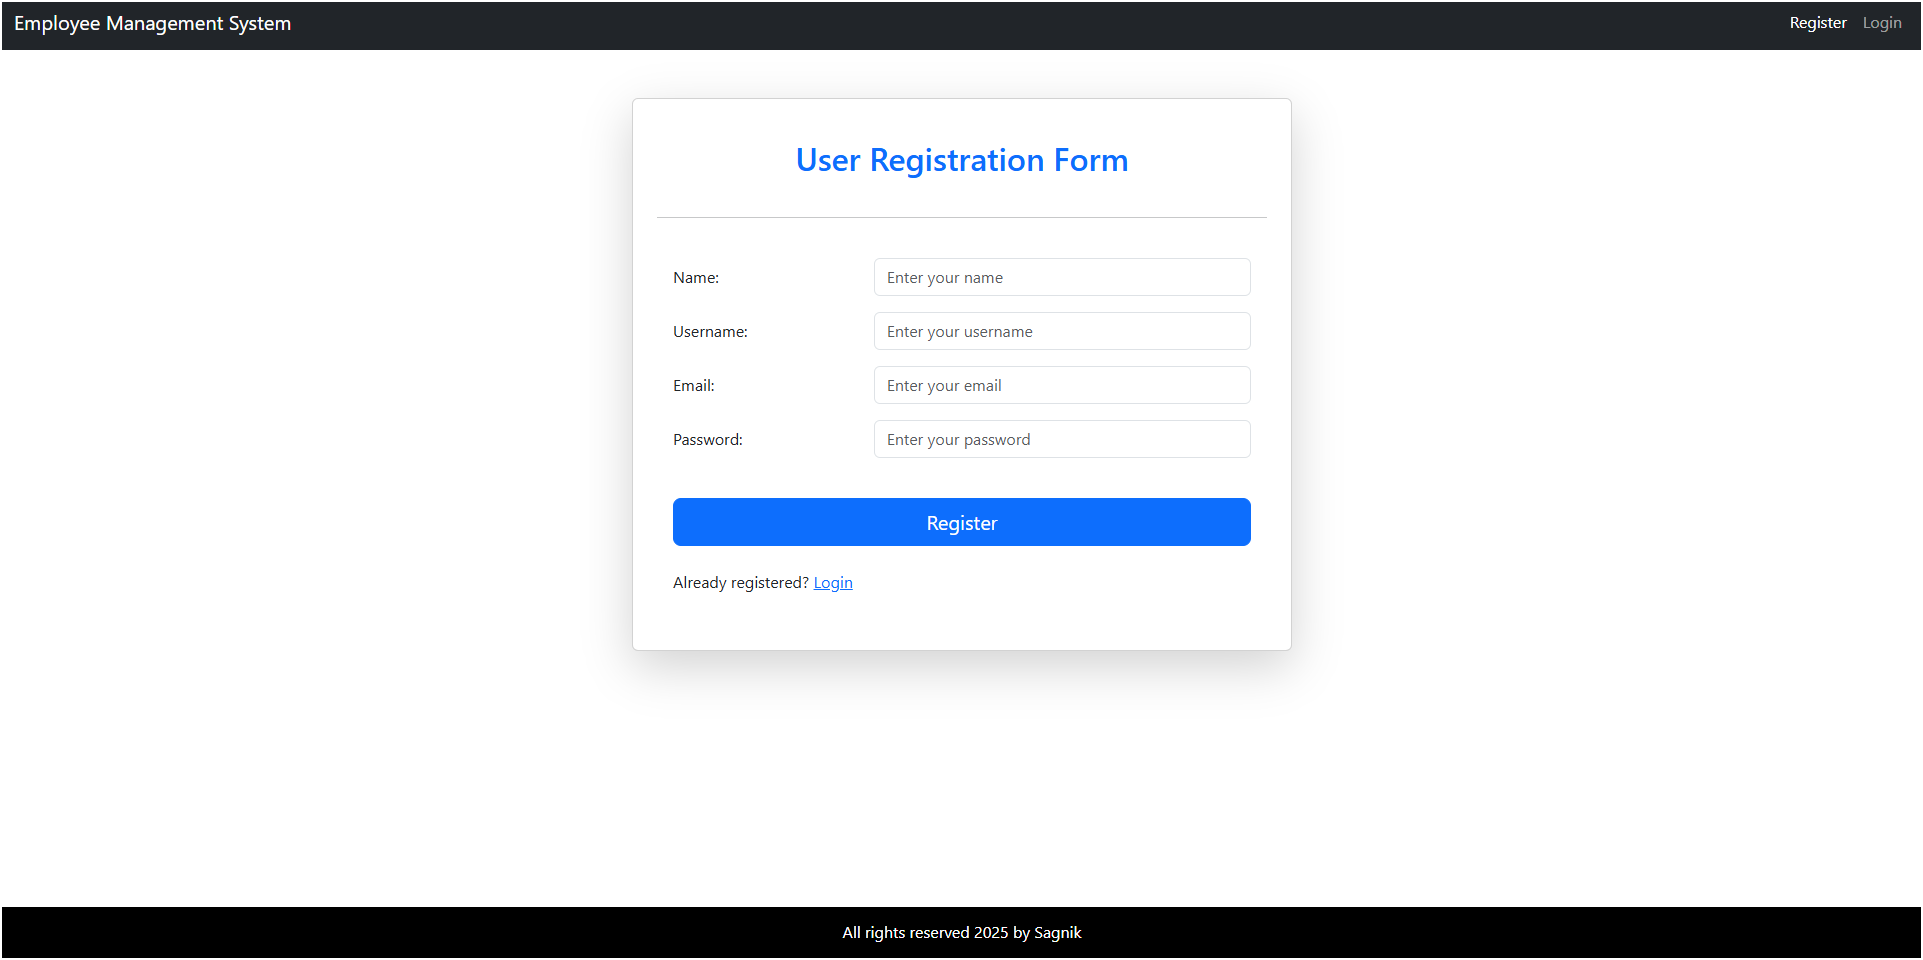 Employee Management System Register Login
User Registration Form
Name: Enter your name
Username: Enter your username
Email: Enter your email
Password: Enter your password
Register
Already registered? Login
All rights reserved 2025 by Sagnik